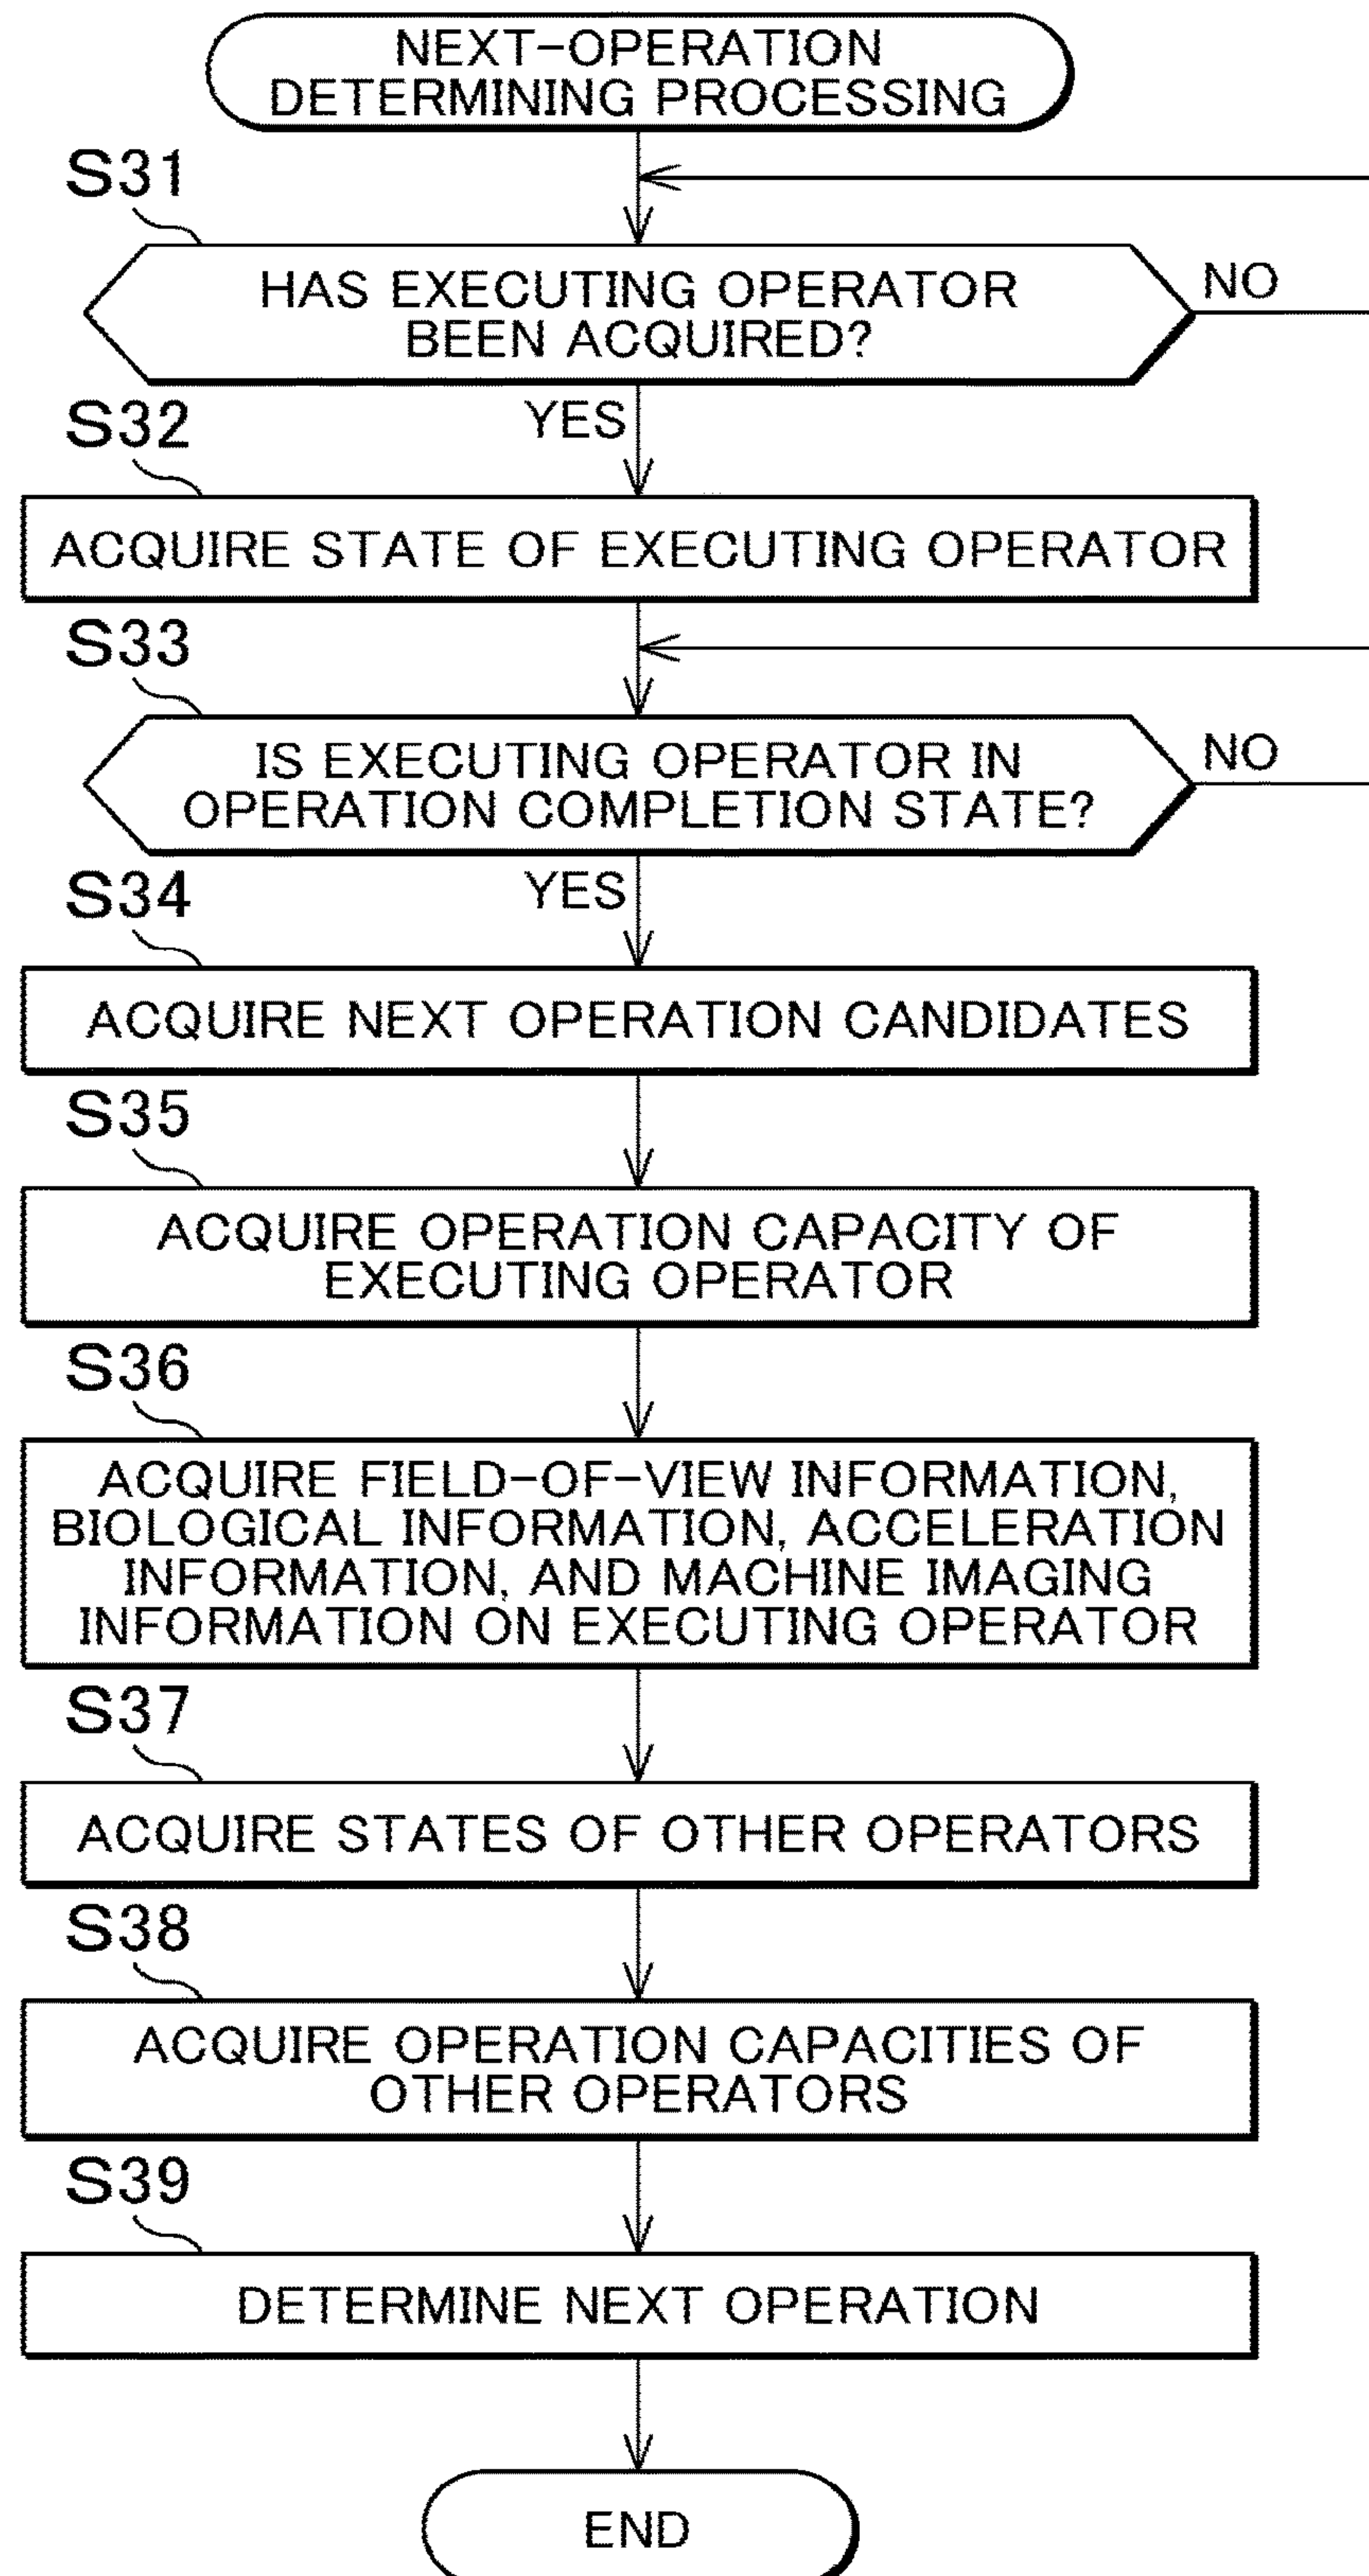 NEXT-OPERATION
DETERMINING PROCESSING
S31
HAS EXECUTING OPERATOR
BEEN ACQUIRED?
NO
YES
S32
ACQUIRE STATE OF EXECUTING OPERATOR
S33
IS EXECUTING OPERATOR IN
OPERATION COMPLETION STATE?
NO
YES
S34
ACQUIRE NEXT OPERATION CANDIDATES
S35
ACQUIRE OPERATION CAPACITY OF
EXECUTING OPERATOR
S36
ACQUIRE FIELD-OF-VIEW INFORMATION,
BIOLOGICAL INFORMATION, ACCELERATION
INFORMATION, AND MACHINE IMAGING
INFORMATION ON EXECUTING OPERATOR
S37
ACQUIRE STATES OF OTHER OPERATORS
S38
ACQUIRE OPERATION CAPACITIES OF
OTHER OPERATORS
S39
DETERMINE NEXT OPERATION
END